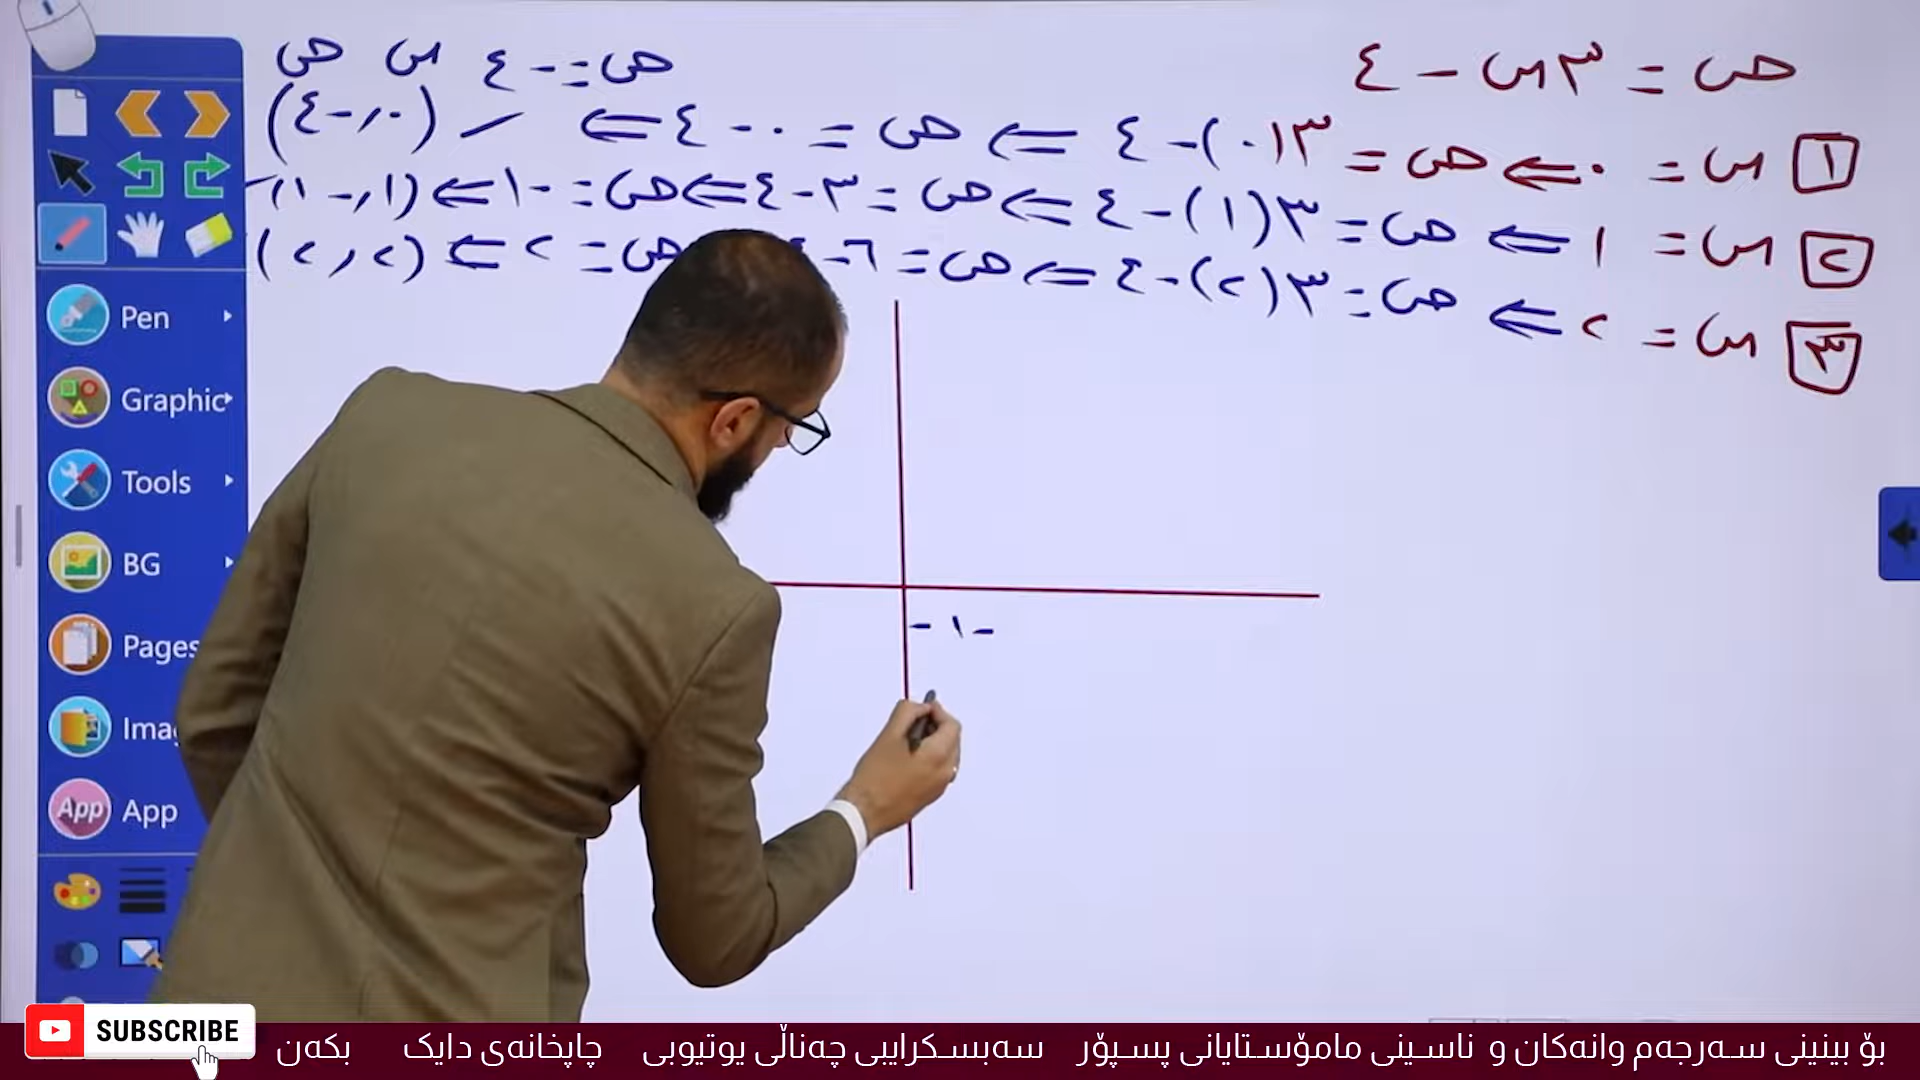 ص = ٣س - ٤
١ س = ٠ ⇐ ص = ٣(٠) - ٤ ⇐ ص = ٠ - ٤ ⇐ ص = -٤
س ص
(٠, -٤)
٢ س = ١ ⇐ ص = ٣(١) - ٤ ⇐ ص = ٣ - ٤ ⇐ ص = -١ ⇐ (١, -١)
٣ س = ٢ ⇐ ص = ٣(٢) - ٤ ⇐ ص = ٦ - ص = ٢ ⇐ (٢, ٢)
-١-
Pen
Graphic
Tools
BG
Pages
App App
SUBSCRIBE
بۆ بینینی سەرجەم وانەکان و ناسینی مامۆستایانی پسپۆر سەبسکرایبی چەناڵی یوتیوبی چاپخانەی دایک بکەن